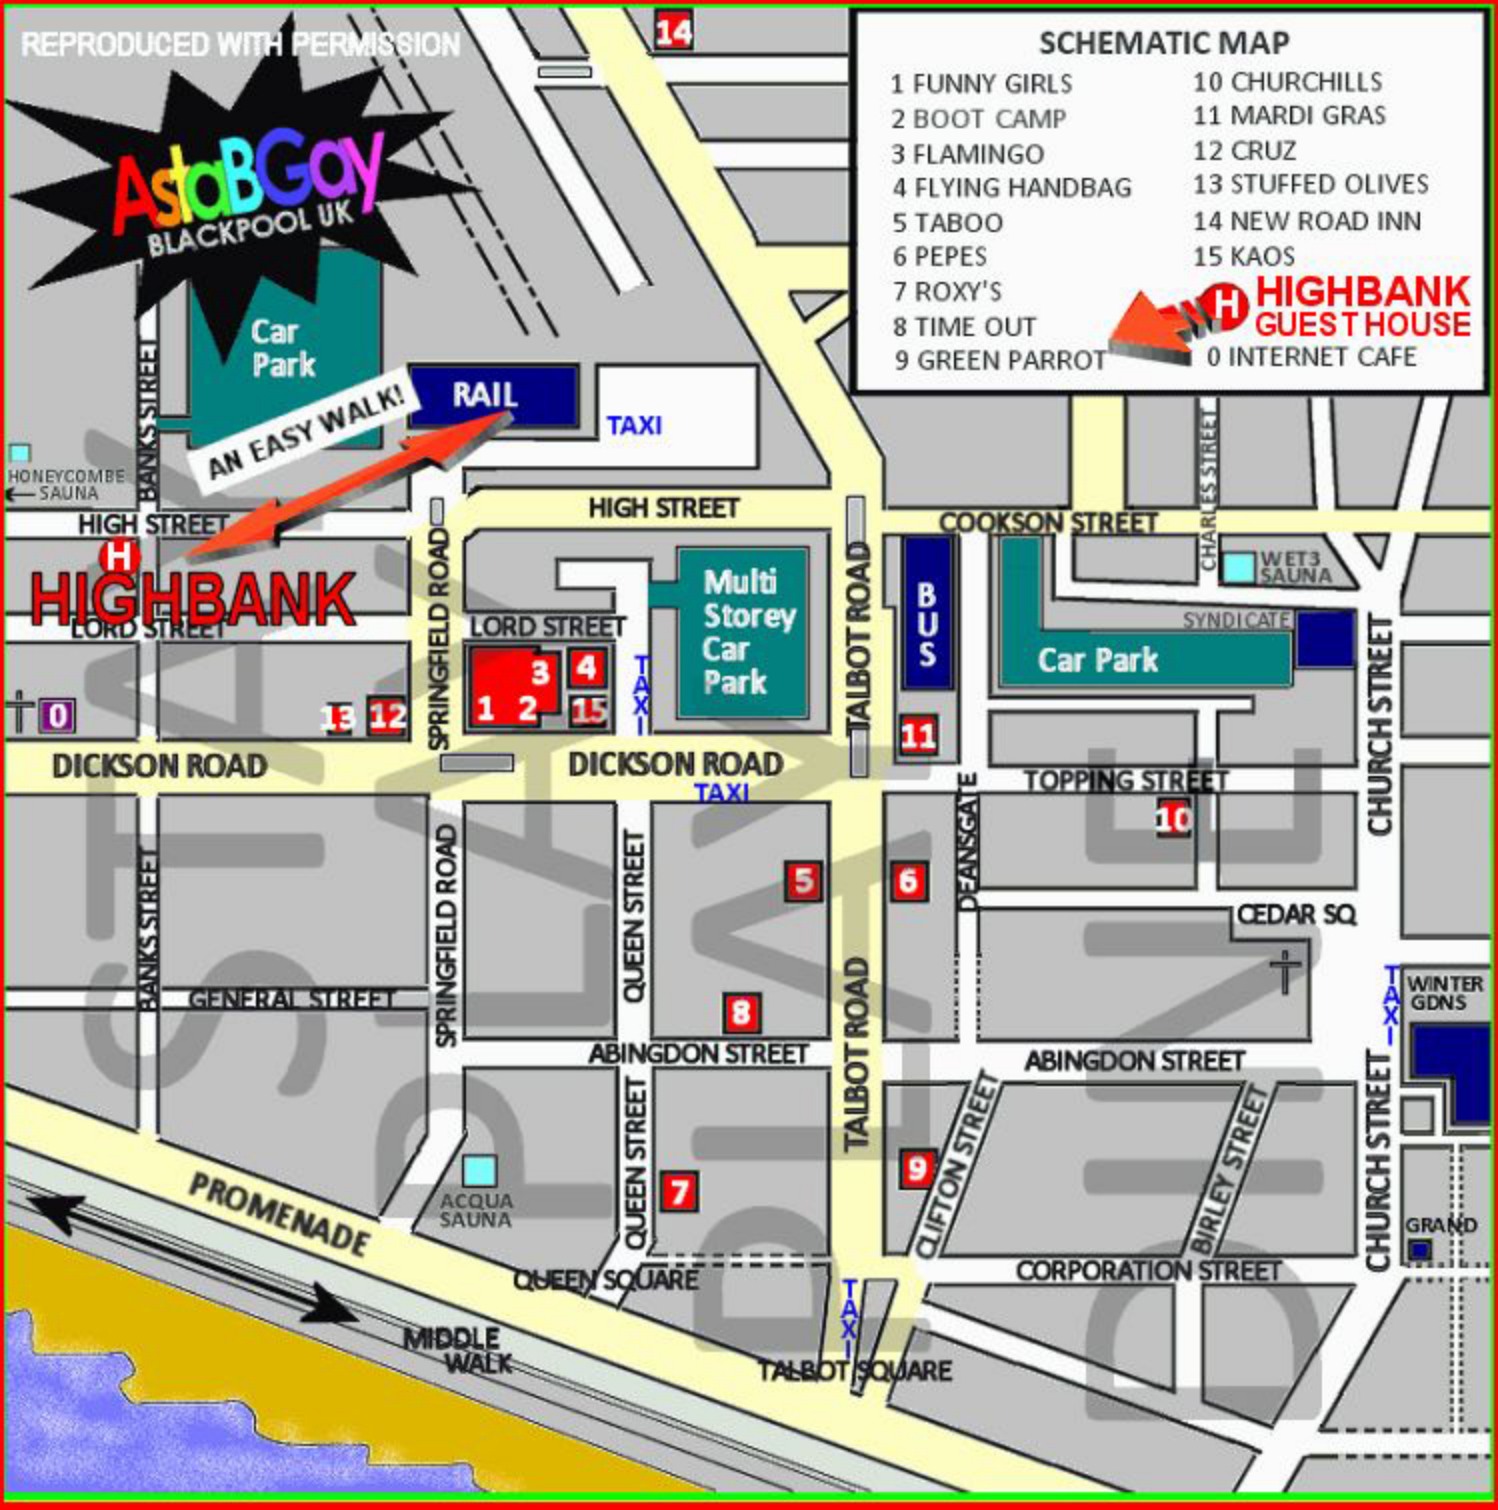 REPRODUCED WITH PERMISSION
AstaBGay
BLACKPOOL UK
14
SCHEMATIC MAP
1 FUNNY GIRLS
2 BOOT CAMP
3 FLAMINGO
4 FLYING HANDBAG
5 TABOO
6 PEPES
7 ROXY'S
8 TIME OUT
9 GREEN PARROT
10 CHURCHILLS
11 MARDI GRAS
12 CRUZ
13 STUFFED OLIVES
14 NEW ROAD INN
15 KAOS
H HIGHBANK
GUEST HOUSE
0 INTERNET CAFE
Car
Park
BANKS STREET
AN EASY WALK!
RAIL
TAXI
HONEYCOMBE
SAUNA
HIGH STREET
HIGH STREET
COOKSON STREET
CHARLES STREET
H
HIGHBANK
LORD STREET
SPRINGFIELD ROAD
LORD STREET
Multi
Storey
Car
Park
TALBOT ROAD
BUS
WET3
SAUNA
SYNDICATE
Car Park
CHURCH STREET
0
13
12
1
2
3
4
15
TAXI
11
DICKSON ROAD
DICKSON ROAD
TAXI
TOPPING STREET
10
DEANSGATE
5
6
BANKS STREET
SPRINGFIELD ROAD
QUEEN STREET
CEDAR SQ
GENERAL STREET
8
TALBOT ROAD
TAXI
WINTER
GDNS
ABINGDON STREET
ABINGDON STREET
QUEEN STREET
CLIFTON STREET
BIRLEY STREET
CHURCH STREET
ACQUA
SAUNA
7
9
PROMENADE
GRAND
QUEEN SQUARE
CORPORATION STREET
TAXI
MIDDLE
WALK
TALBOT SQUARE
STAY
PLAY
PLAY
DINE